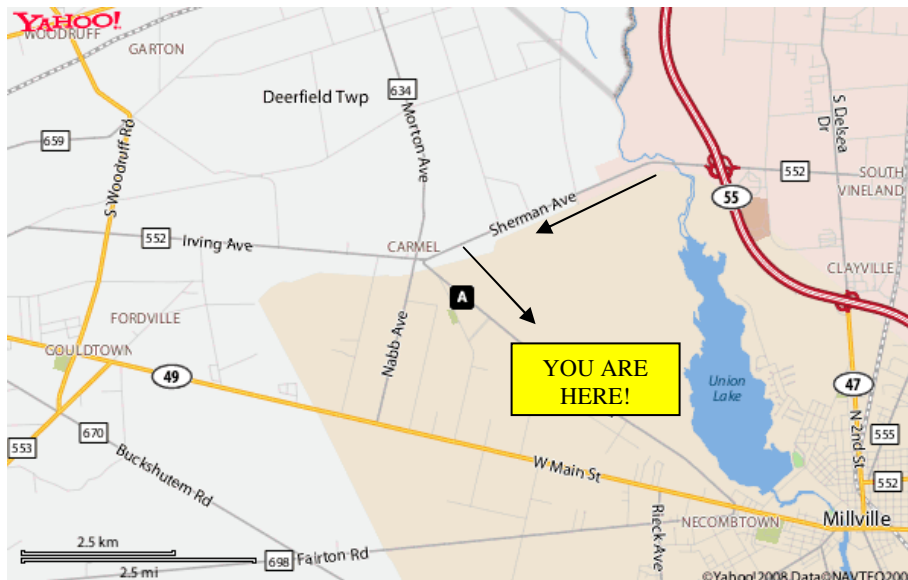 YAHOO!
WOODRUFF
GARTON
Deerfield Twp
634
Morton Ave
S Delsea
Dr
659
S Woodruff Rd
552
SOUTH
VINELAND
55
Sherman Ave
552
Irving Ave
CARMEL
CLAYVILLE
A
FORDVILLE
Nabb Ave
GOULDTOWN
49
YOU ARE
HERE!
Union
Lake
47
N 2nd St
670
553
555
Buckshutem Rd
W Main St
552
Rieck Ave
NECOMBTOWN
Millville
2.5 km
698
Fairton Rd
2.5 mi
©Yahoo! 2008 Data©NAVTEQ200